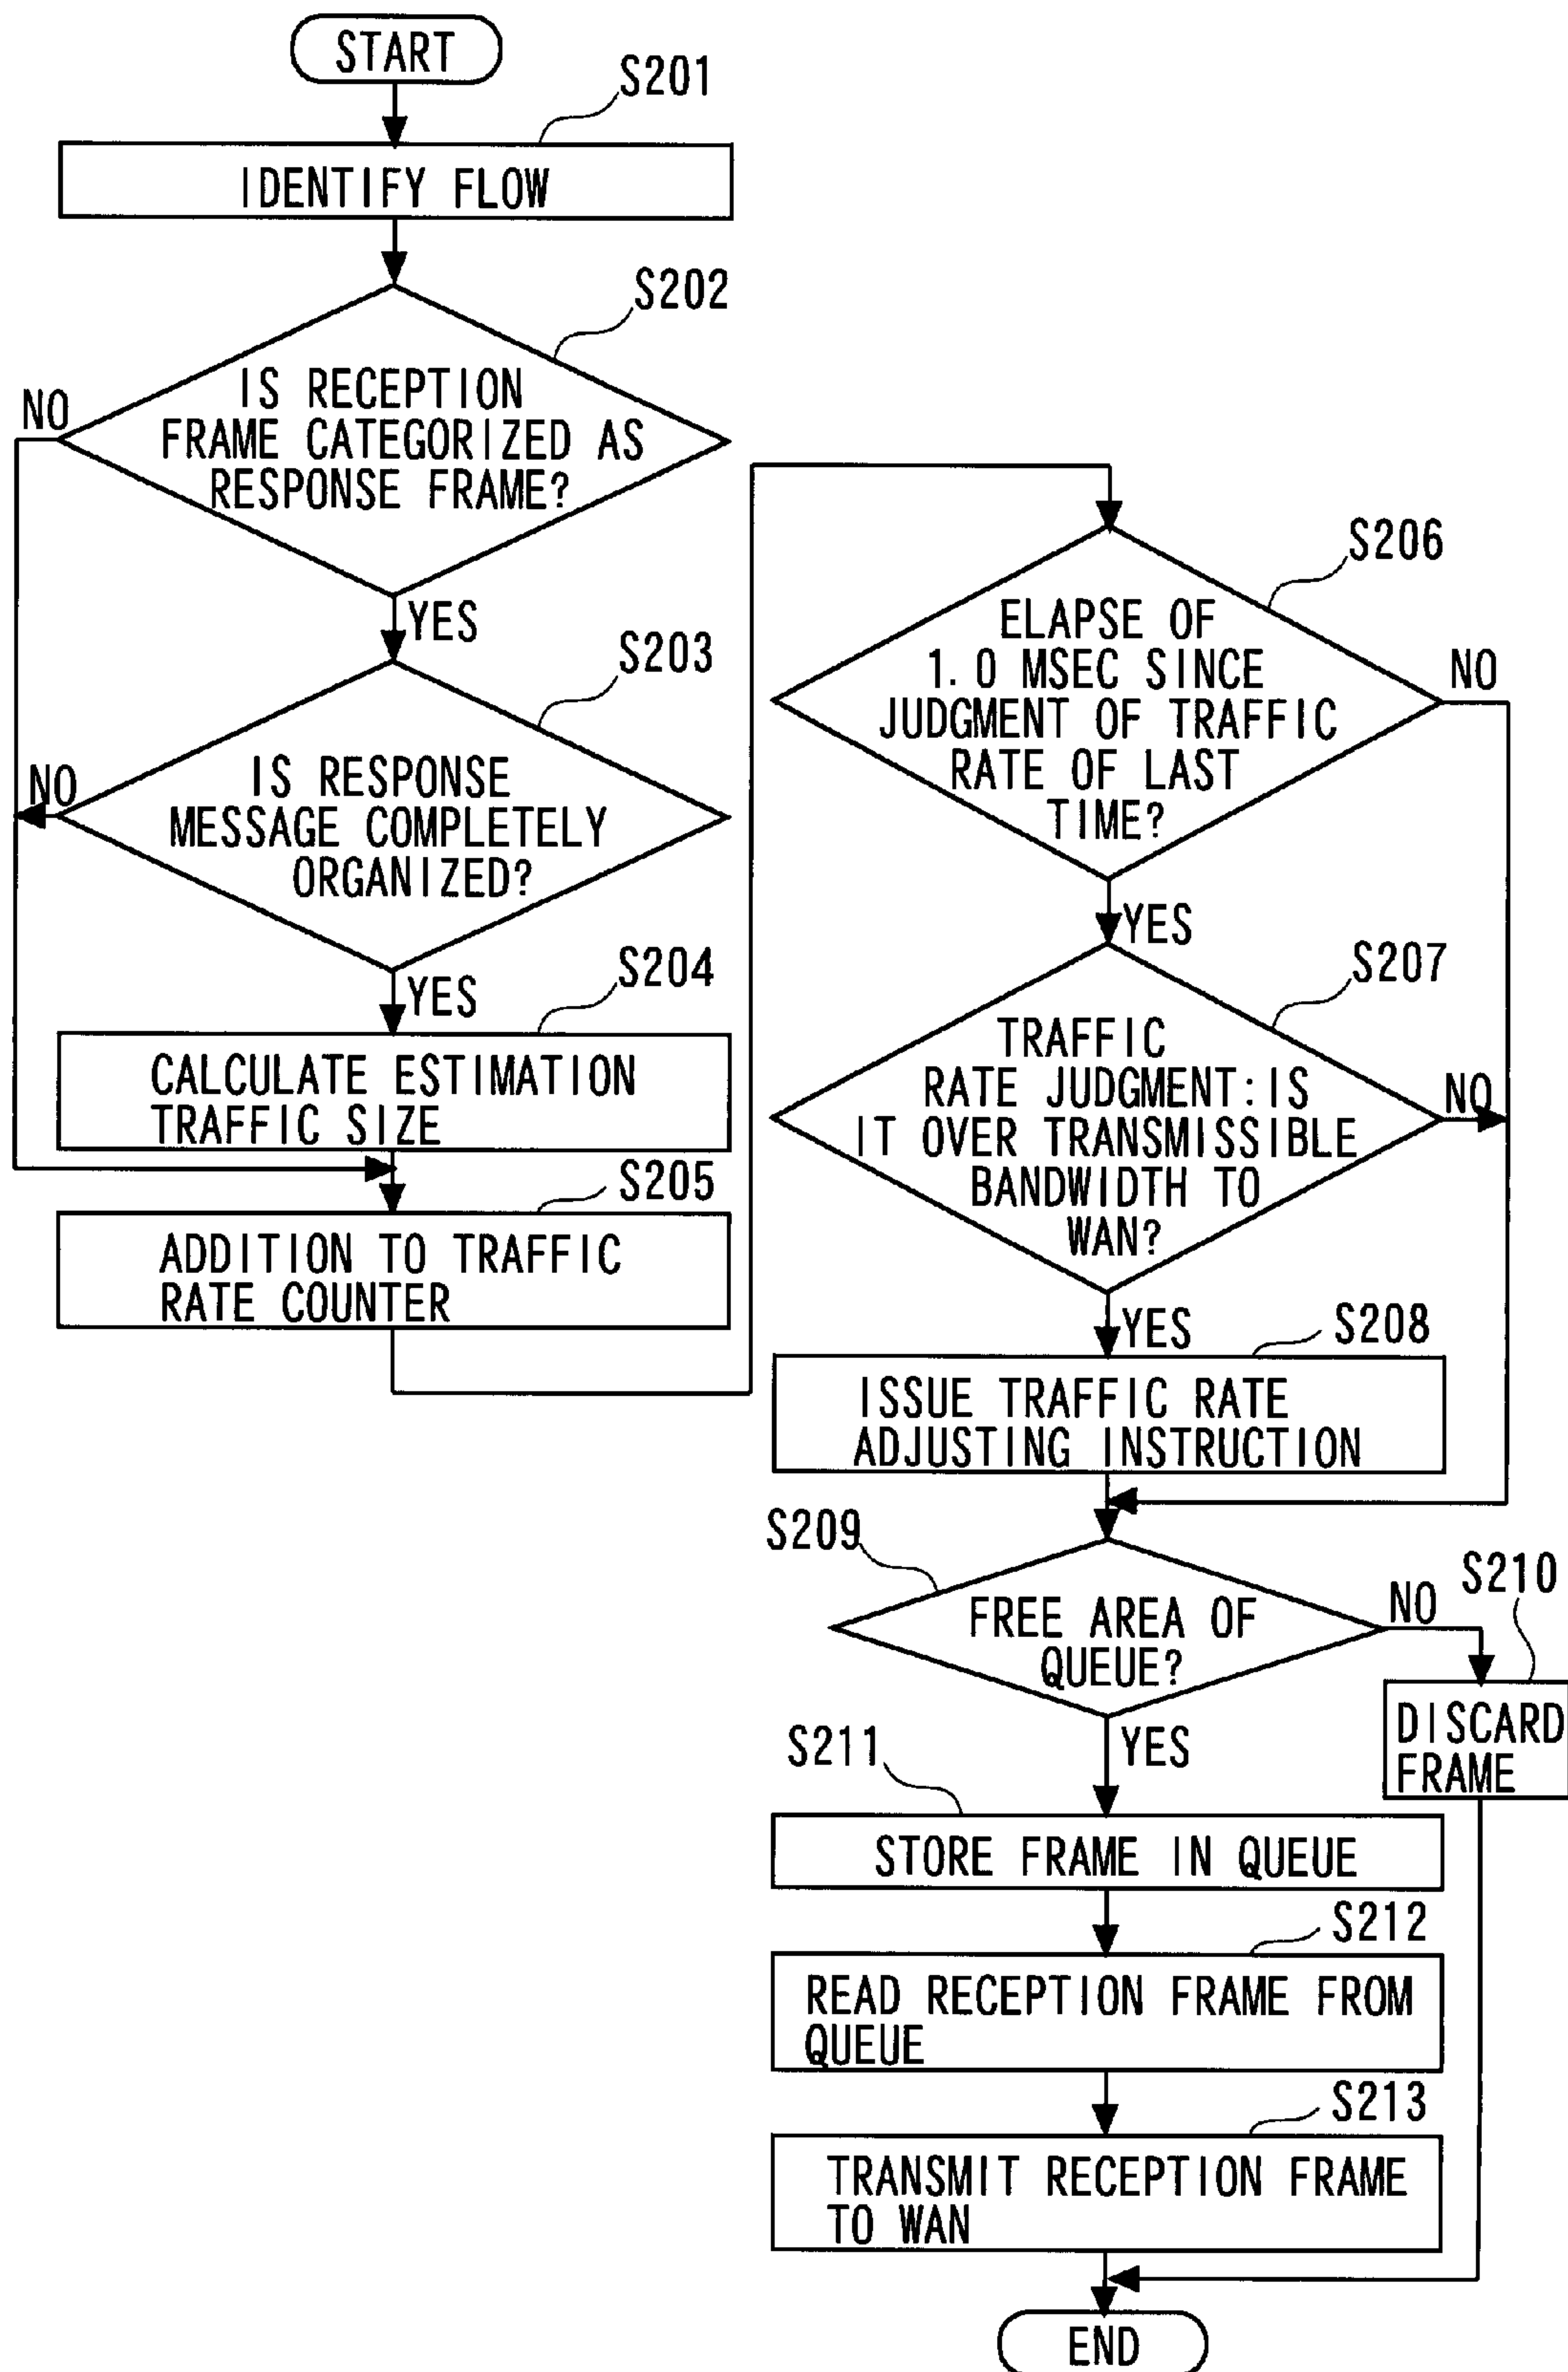 START
S201
IDENTIFY FLOW
S202
IS RECEPTION
FRAME CATEGORIZED AS
RESPONSE FRAME?
NO
YES
S203
IS RESPONSE
MESSAGE COMPLETELY
ORGANIZED?
NO
YES
S204
CALCULATE ESTIMATION
TRAFFIC SIZE
S205
ADDITION TO TRAFFIC
RATE COUNTER
S206
ELAPSE OF
1.0 MSEC SINCE
JUDGMENT OF TRAFFIC
RATE OF LAST
TIME?
NO
YES
S207
TRAFFIC
RATE JUDGMENT:IS
IT OVER TRANSMISSIBLE
BANDWIDTH TO
WAN?
NO
YES
S208
ISSUE TRAFFIC RATE
ADJUSTING INSTRUCTION
S209
FREE AREA OF
QUEUE?
NO
S210
DISCARD
FRAME
YES
S211
STORE FRAME IN QUEUE
S212
READ RECEPTION FRAME FROM
QUEUE
S213
TRANSMIT RECEPTION FRAME
TO WAN
END